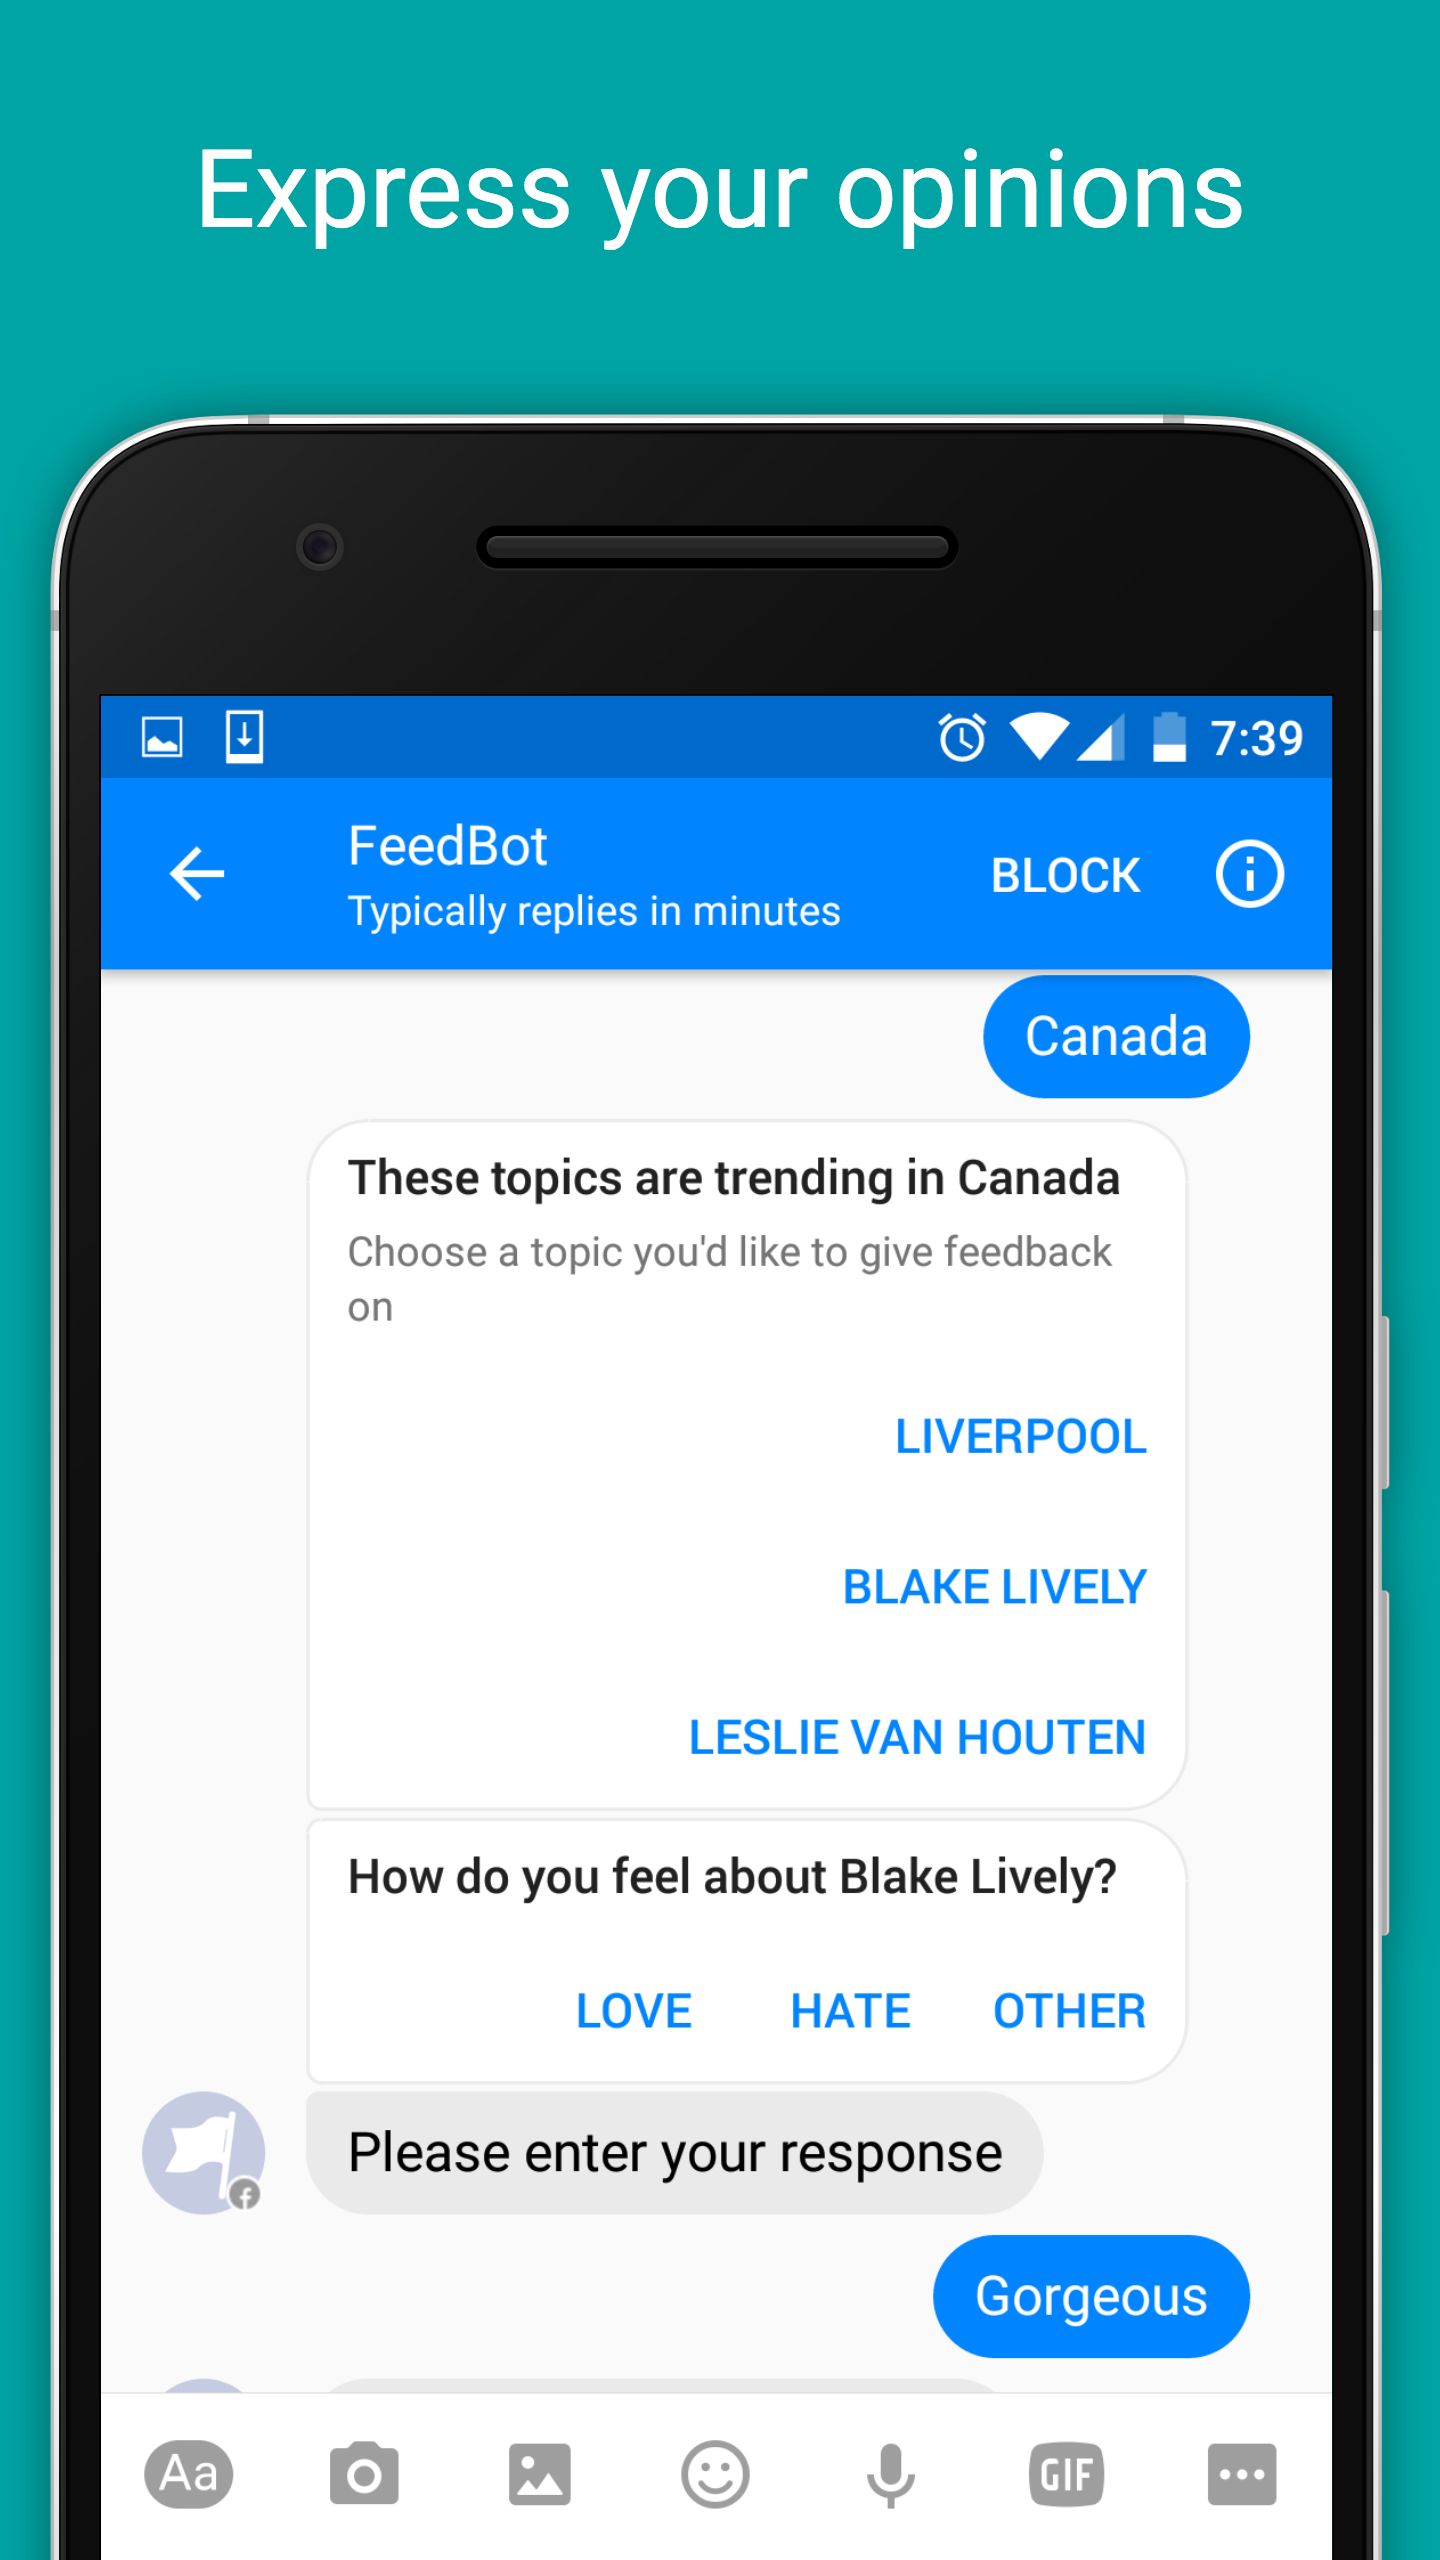 Express your opinions
7:39
FeedBot
Typically replies in minutes
BLOCK
Canada
These topics are trending in Canada
Choose a topic you'd like to give feedback
on
LIVERPOOL
BLAKE LIVELY
LESLIE VAN HOUTEN
How do you feel about Blake Lively?
LOVE HATE OTHER
Please enter your response
Gorgeous
Aa
GIF